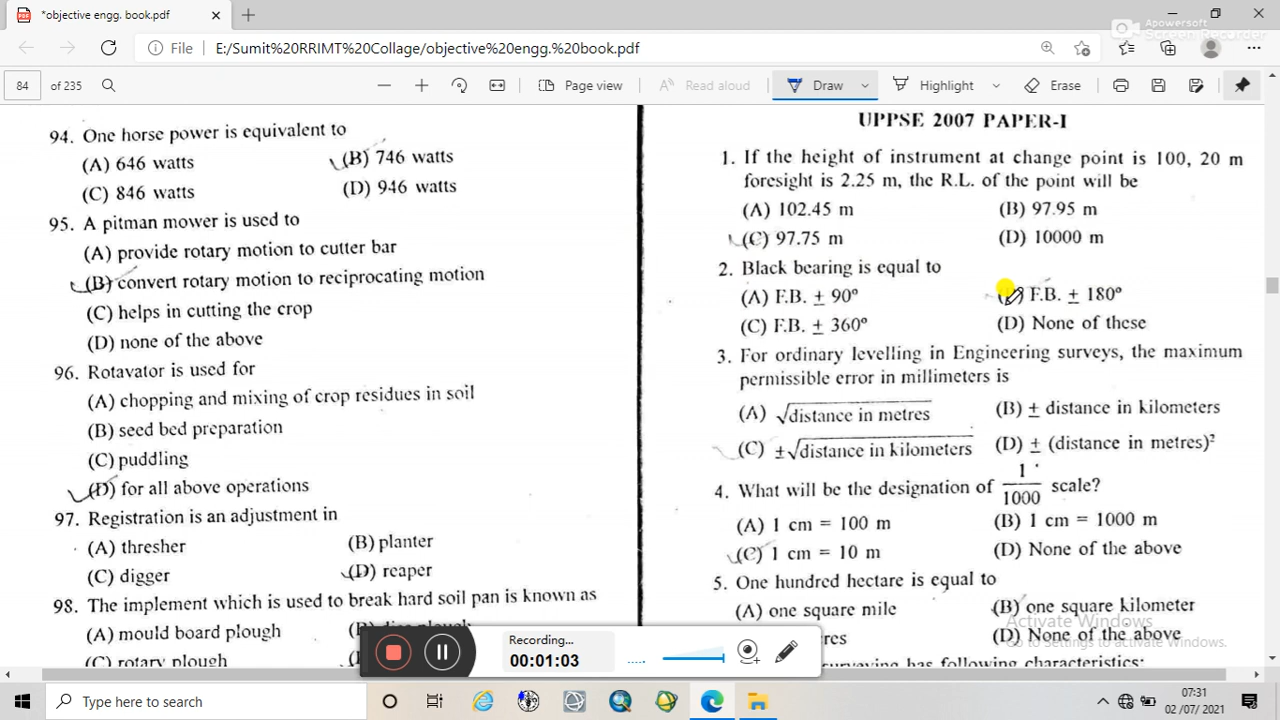 *objective engg. book.pdf
Apowersoft
Screen Recorder
File
E:/Sumit%20RRIMT%20Collage/objective%20engg.%20book.pdf
84 of 235
Page view
Read aloud
Draw
Highlight
Erase
94. One horse power is equivalent to
(A) 646 watts (B) 746 watts
(C) 846 watts (D) 946 watts
95. A pitman mower is used to
(A) provide rotary motion to cutter bar
(B) convert rotary motion to reciprocating motion
(C) helps in cutting the crop
(D) none of the above
96. Rotavator is used for
(A) chopping and mixing of crop residues in soil
(B) seed bed preparation
(C) puddling
(D) for all above operations
97. Registration is an adjustment in
(A) thresher (B) planter
(C) digger (D) reaper
98. The implement which is used to break hard soil pan is known as
(A) mould board plough
(C) rotary plough
UPPSE 2007 PAPER-I
1. If the height of instrument at change point is 100, 20 m
foresight is 2.25 m, the R.L. of the point will be
(A) 102.45 m (B) 97.95 m
(C) 97.75 m (D) 10000 m
2. Black bearing is equal to
(A) F.B. ± 90° F.B. ± 180°
(C) F.B. ± 360° (D) None of these
3. For ordinary levelling in Engineering surveys, the maximum
permissible error in millimeters is
(A) √distance in metres (B) ± distance in kilometers
(C) ±√distance in kilometers (D) ± (distance in metres)²
4. What will be the designation of 1/1000 scale?
(A) 1 cm = 100 m (B) 1 cm = 1000 m
(C) 1 cm = 10 m (D) None of the above
5. One hundred hectare is equal to
(A) one square mile (B) one square kilometer
(D) None of the above
has following characteristics:
Activate Windows
Go to Settings to activate Windows.
Recording...
00:01:03
Type here to search
07:31
02/07/2021